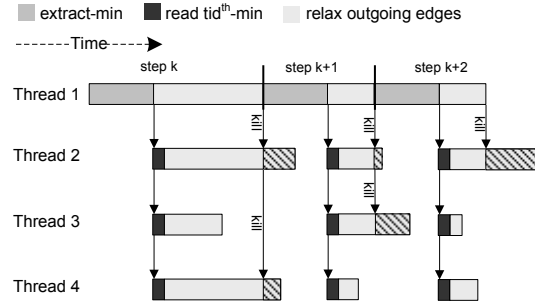 extract-min read tidᵗʰ-min relax outgoing edges
Time
step k step k+1 step k+2
Thread 1
kill kill kill
Thread 2
kill kill
Thread 3
Thread 4